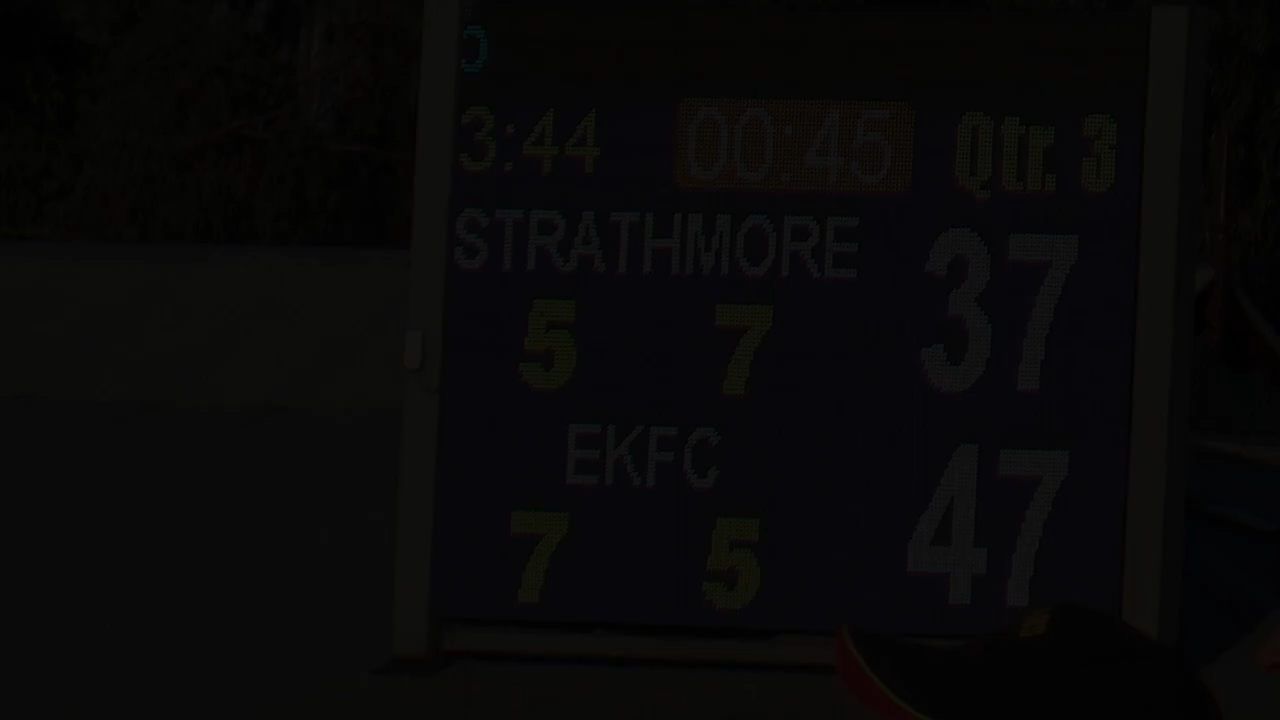 3:44 00:45 Qtr. 3
STRATHMORE
5 7 37
EKFC
7 5 47